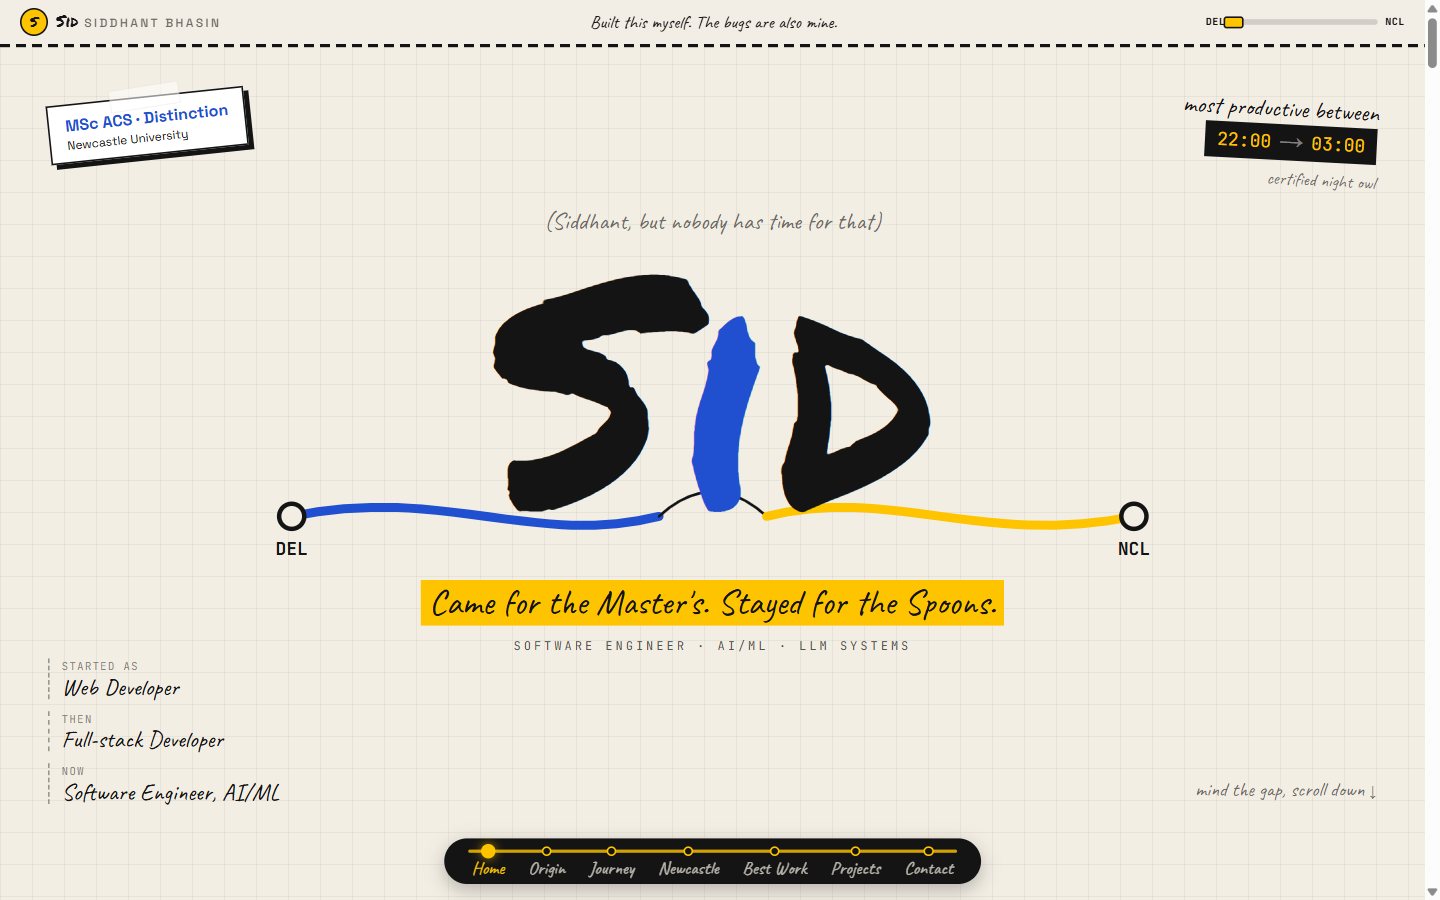 S SID SIDDHANT BHASIN
Built this myself. The bugs are also mine.
DEL NCL
MSc ACS · Distinction
Newcastle University
most productive between
22:00 → 03:00
certified night owl
(Siddhant, but nobody has time for that)
SID
DEL
NCL
Came for the Master's. Stayed for the Spoons.
SOFTWARE ENGINEER · AI/ML · LLM SYSTEMS
STARTED AS
Web Developer
THEN
Full-stack Developer
NOW
Software Engineer, AI/ML
mind the gap, scroll down ↓
Home Origin Journey Newcastle Best Work Projects Contact